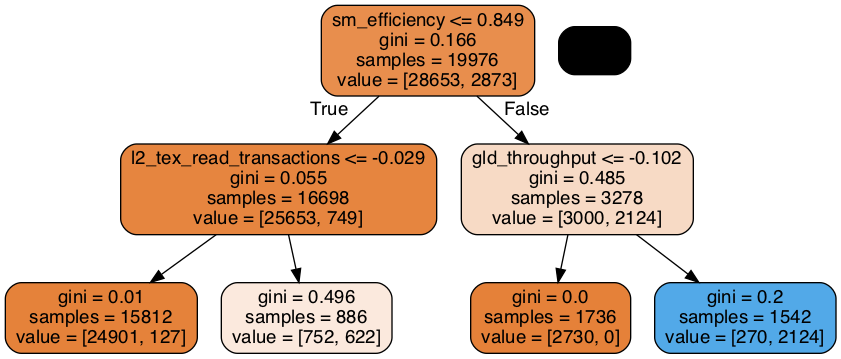 sm_efficiency <= 0.849
gini = 0.166
samples = 19976
value = [28653, 2873]
True
False
l2_tex_read_transactions <= -0.029
gini = 0.055
samples = 16698
value = [25653, 749]
gld_throughput <= -0.102
gini = 0.485
samples = 3278
value = [3000, 2124]
gini = 0.01
samples = 15812
value = [24901, 127]
gini = 0.496
samples = 886
value = [752, 622]
gini = 0.0
samples = 1736
value = [2730, 0]
gini = 0.2
samples = 1542
value = [270, 2124]